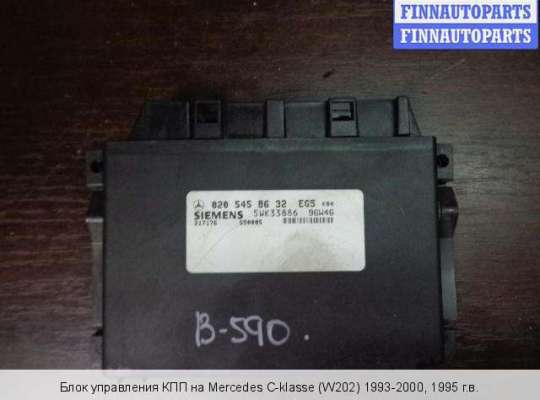 FINNAUTOPARTS
FINNAUTOPARTS
020 545 86 32 EGS
SIEMENS 5WK33886
217176
B-590.
Блок управления КПП на Mercedes C-klasse (W202) 1993-2000, 1995 г.в.